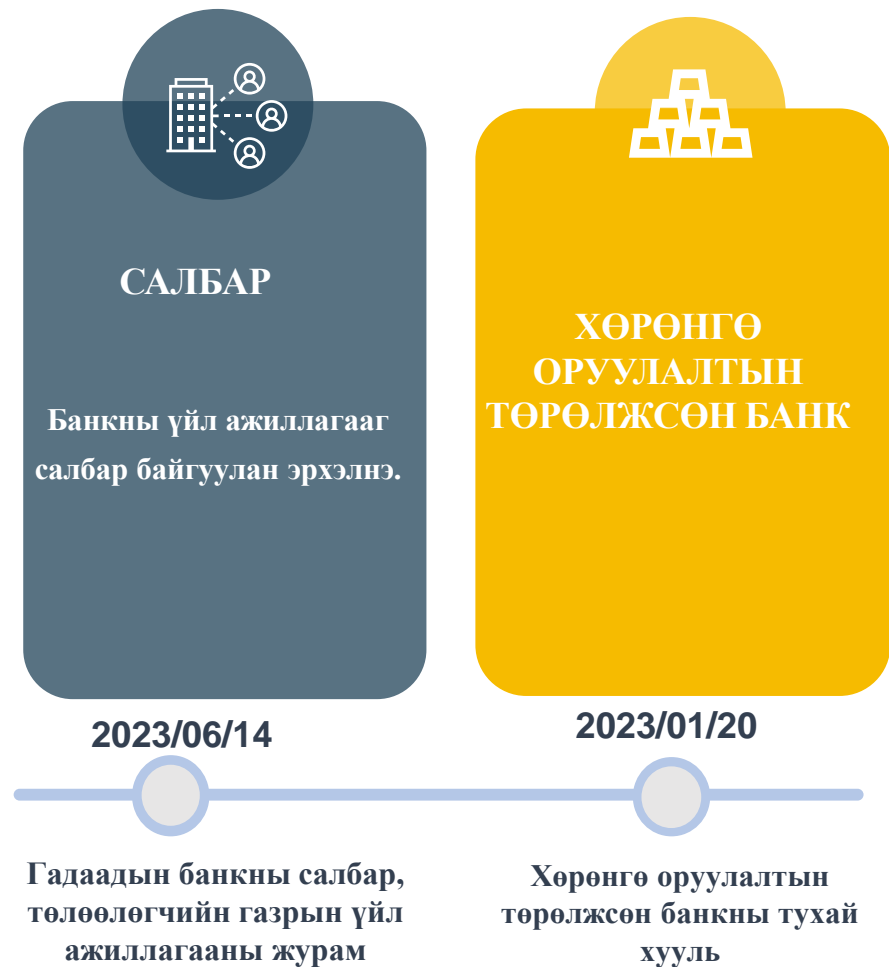 САЛБАР
Банкны үйл ажиллагааг
салбар байгуулан эрхэлнэ.
ХӨРӨНГӨ
ОРУУЛАЛТЫН
ТӨРӨЛЖСӨН БАНК
2023/06/14
2023/01/20
Гадаадын банкны салбар,
төлөөлөгчийн газрын үйл
ажиллагааны журам
Хөрөнгө оруулалтын
төрөлжсөн банкны тухай
хууль